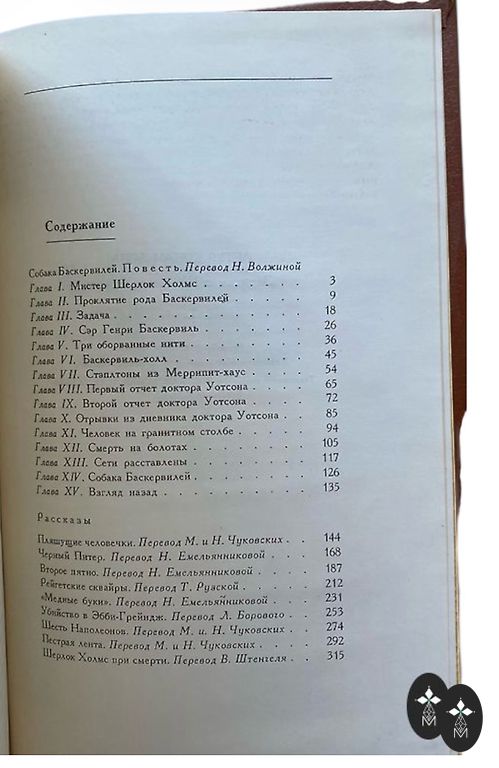 Содержание
Собака Баскервилей. Повесть. Перевод Н. Волжиной
Глава I. Мистер Шерлок Холмс . . . . . . . 3
Глава II. Проклятие рода Баскервилей . . . . . 9
Глава III. Задача . . . . . . . . . . . 18
Глава IV. Сэр Генри Баскервиль . . . . . . . 26
Глава V. Три оборванные нити . . . . . . . . 36
Глава VI. Баскервиль-холл . . . . . . . . 45
Глава VII. Стэплтоны из Меррипит-хаус . . . . 54
Глава VIII. Первый отчет доктора Уотсона . . . . 65
Глава IX. Второй отчет доктора Уотсона . . . . 72
Глава X. Отрывки из дневника доктора Уотсона . . 85
Глава XI. Человек на гранитном столбе . . . . 94
Глава XII. Смерть на болотах . . . . . . . 105
Глава XIII. Сети расставлены . . . . . . . 117
Глава XIV. Собака Баскервилей . . . . . . . 126
Глава XV. Взгляд назад . . . . . . . . . 135
Рассказы
Пляшущие человечки. Перевод М. и Н. Чуковских . . 144
Черный Питер. Перевод Н. Емельянниковой . . . 168
Второе пятно. Перевод Н. Емельянниковой . . . . 187
Рейгетские сквайры. Перевод Т. Рузской . . . . 212
«Медные буки». Перевод Н. Емельянниковой . . . 231
Убийство в Эбби-Грейндж. Перевод Л. Борового . . 253
Шесть Наполеонов. Перевод М. и Н. Чуковских . . 274
Пестрая лента. Перевод М. и Н. Чуковских . . . . 292
Шерлок Холмс при смерти. Перевод В. Штенгеля . . 315